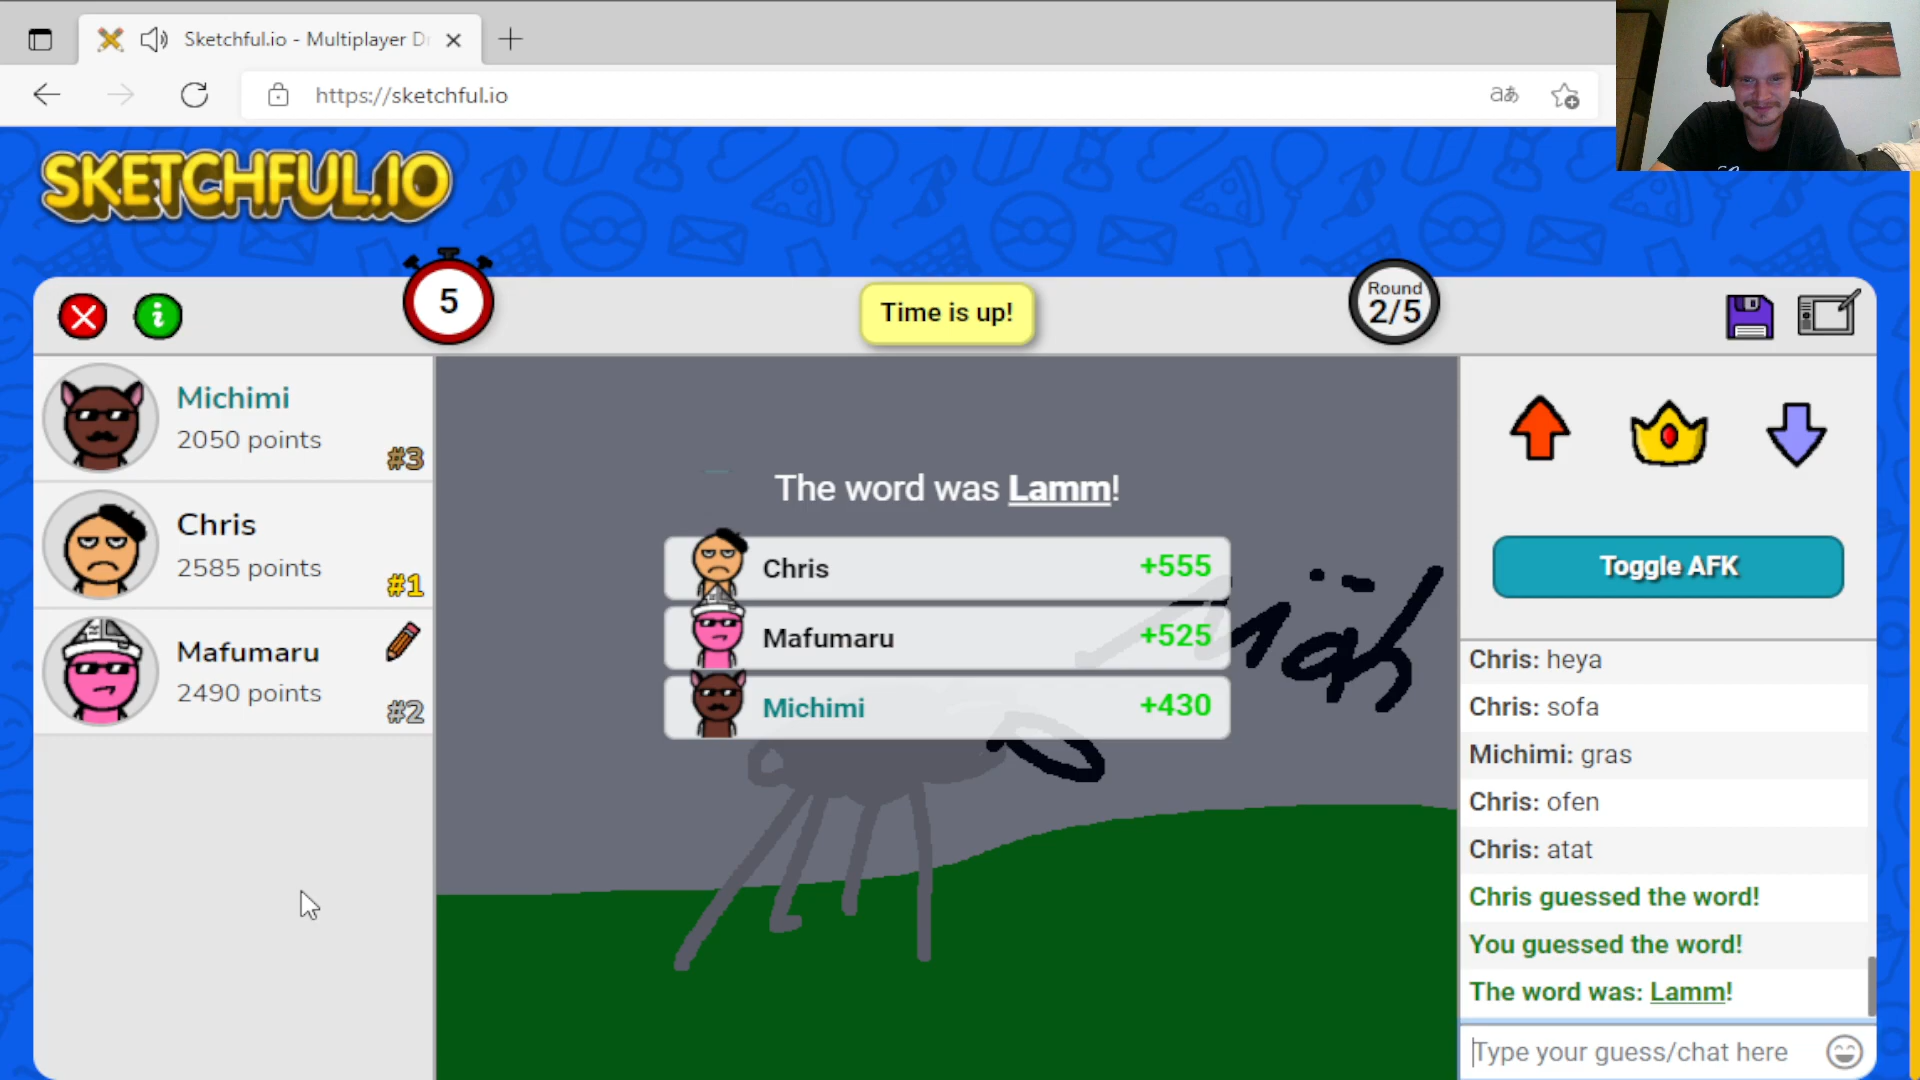 Sketchful.io - Multiplayer Dr
https://sketchful.io
SKETCHFUL.IO
5
Time is up!
Round
2/5
Michimi
2050 points
#3
Chris
2585 points
#1
Mafumaru
2490 points
#2
The word was Lamm!
Chris +555
Mafumaru +525
Michimi +430
mäh
Toggle AFK
Chris: heya
Chris: sofa
Michimi: gras
Chris: ofen
Chris: atat
Chris guessed the word!
You guessed the word!
The word was: Lamm!
Type your guess/chat here